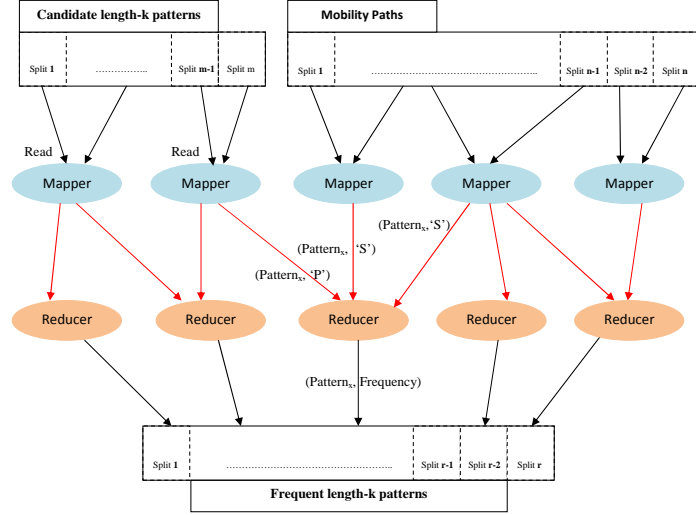 Candidate length-k patterns
Mobility Paths
Split 1
................
Split m-1
Split m
Split 1
................................................
Split n-1
Split n-2
Split n
Read
Read
Mapper
Mapper
Mapper
Mapper
Mapper
(Patternx,'S')
(Patternx, 'S')
(Patternx, 'P')
Reducer
Reducer
Reducer
Reducer
Reducer
(Patternx, Frequency)
Split 1
................................................
Split r-1
Split r-2
Split r
Frequent length-k patterns